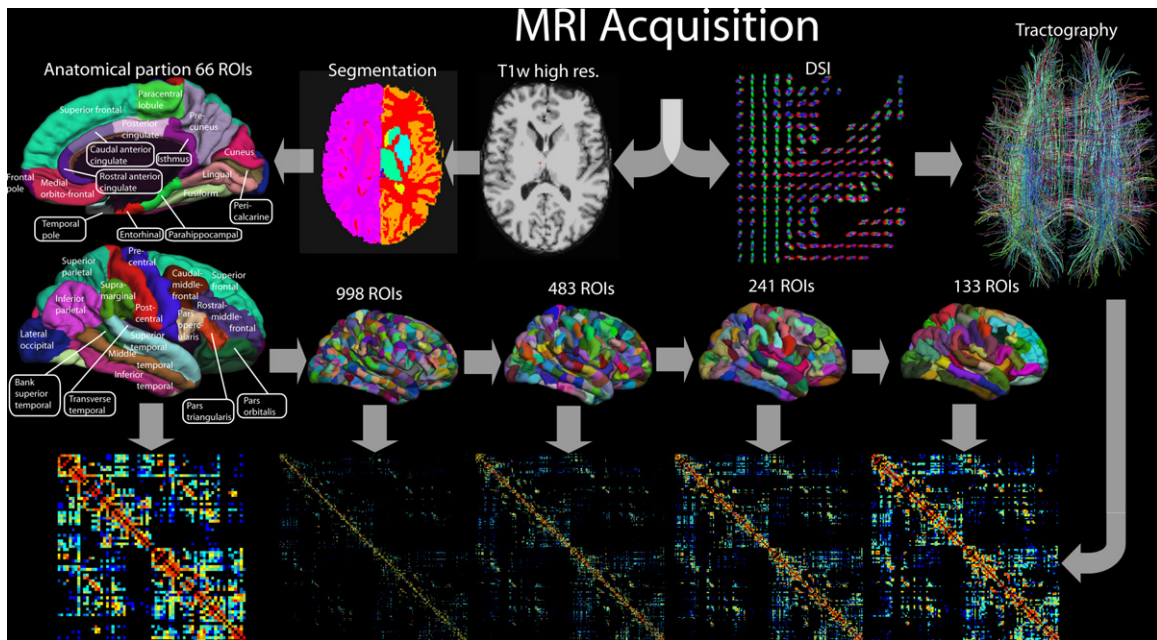 MRI Acquisition
Anatomical partion 66 ROIs
Segmentation
T1w high res.
DSI
Tractography
Superior frontal
Paracentral
lobule
Pre-
cuneus
Posterior
cingulate
Caudal anterior
cingulate
Isthmus
Cuneus
Rostral anterior
cingulate
Lingual
Frontal
pole
Medial
orbito-frontal
Fusiform
Peri-
calcarine
Temporal
pole
Entorhinal
Parahippocampal
Superior
parietal
Pre-
central
Caudal-
middle-
frontal
Superior
frontal
Supra-
marginal
Inferior
parietal
Post-
central
Rostral-
middle-
frontal
Pars
opercu-
laris
Lateral
occipital
Superior
temporal
Middle
temporal
Inferior
temporal
Bank
superior
temporal
Transverse
temporal
Pars
triangularis
Pars
orbitalis
998 ROIs
483 ROIs
241 ROIs
133 ROIs